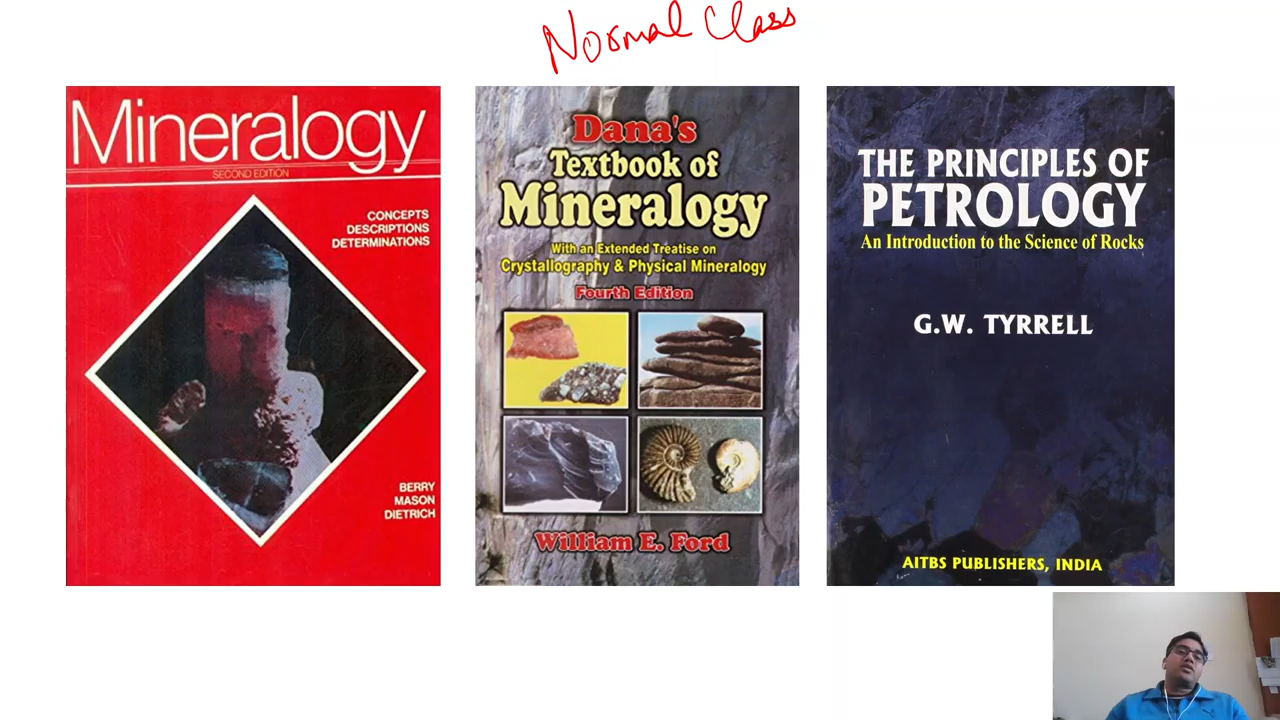 Normal Class
Mineralogy
SECOND EDITION
CONCEPTS
DESCRIPTIONS
DETERMINATIONS
BERRY
MASON
DIETRICH
Dana's
Textbook of
Mineralogy
With an Extended Treatise on
Crystallography & Physical Mineralogy
Fourth Edition
William E. Ford
THE PRINCIPLES OF
PETROLOGY
An Introduction to the Science of Rocks
G.W. TYRRELL
AITBS PUBLISHERS, INDIA